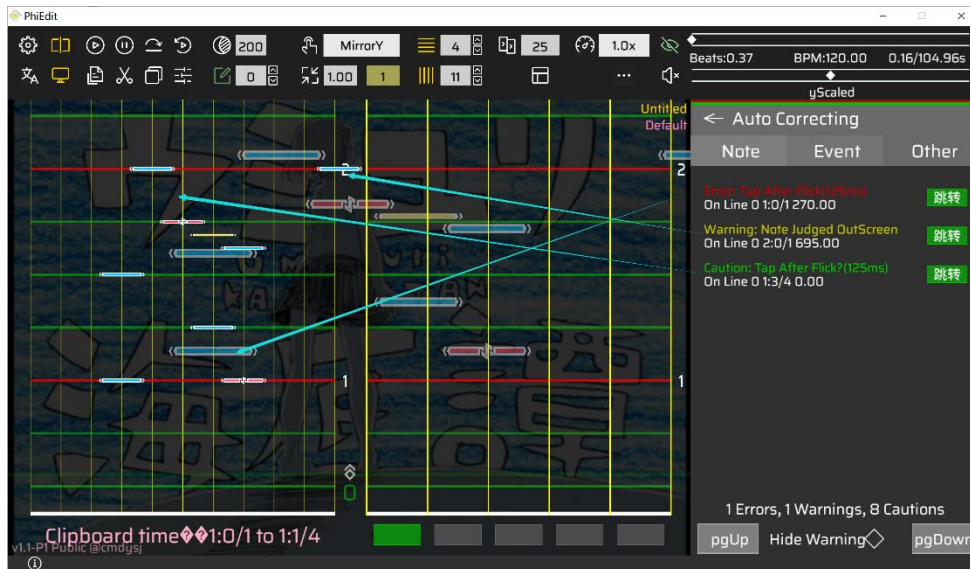 PhiEdit
200
MirrorY
4
25
1.0x
0
1.00
1
11
Beats:0.37 BPM:120.00 0.16/104.96s
yScaled
Untitled
Default
Auto Correcting
Note Event Other
Error: Tap After Flick(125ms)
On Line 0 1:0/1 270.00
跳转
Warning: Note Judged OutScreen
On Line 0 2:0/1 695.00
跳转
Caution: Tap After Flick?(125ms)
On Line 0 1:3/4 0.00
跳转
2
2
1
1
0
1 Errors, 1 Warnings, 8 Cautions
pgUp Hide Warning pgDown
Clipboard time��1:0/1 to 1:1/4
v1.1-P1 Public @cmdysj